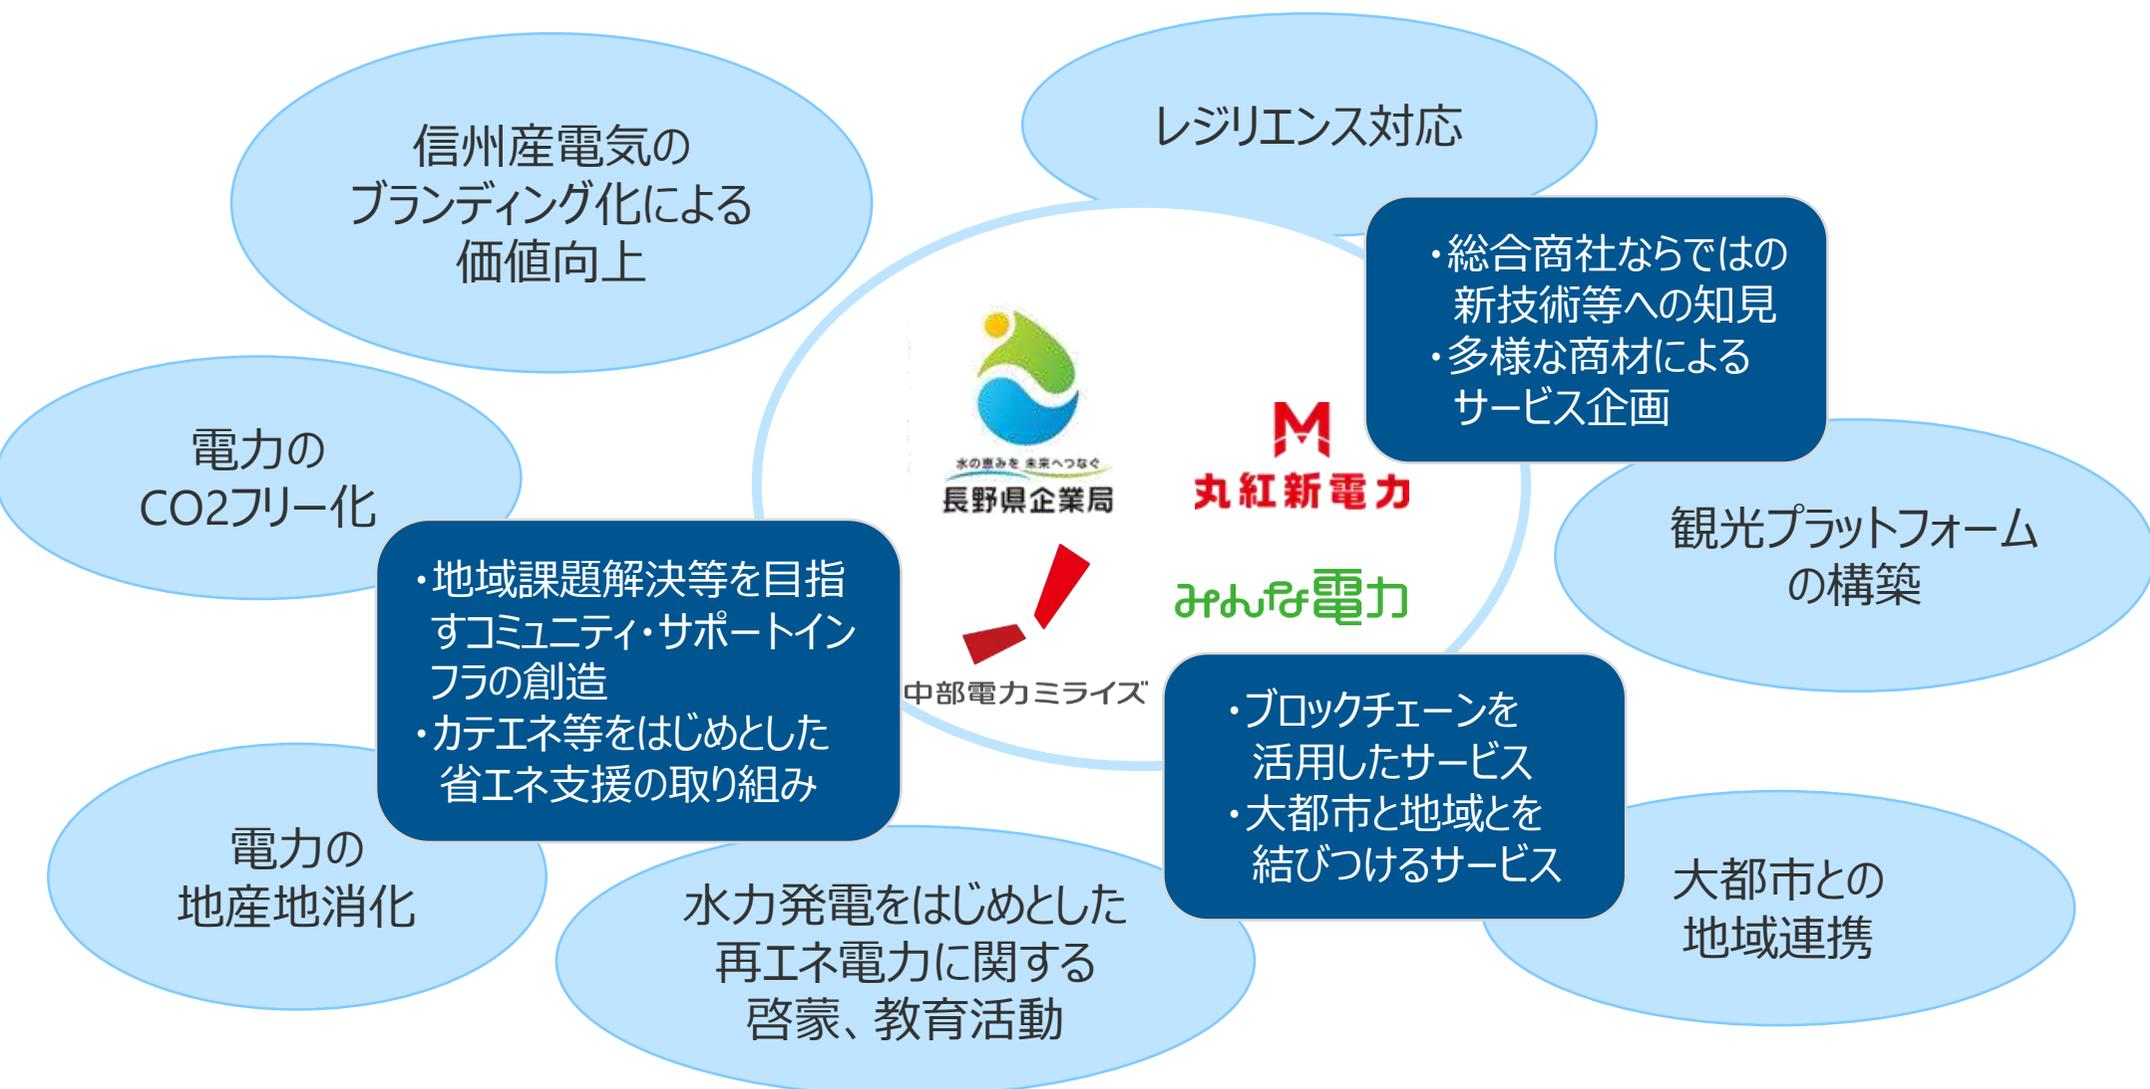 信州産電気の
ブランディング化による
価値向上
レジリエンス対応
・総合商社ならではの
新技術等への知見
・多様な商材による
サービス企画
電力の
CO2フリー化
水の恵みを 未来へつなぐ
長野県企業局
M
丸紅新電力
観光プラットフォーム
の構築
・地域課題解決等を目指
すコミュニティ・サポートイン
フラの創造
・カテエネ等をはじめとした
省エネ支援の取り組み
みんな電力
中部電力ミライズ
・ブロックチェーンを
活用したサービス
・大都市と地域とを
結びつけるサービス
電力の
地産地消化
水力発電をはじめとした
再エネ電力に関する
啓蒙、教育活動
大都市との
地域連携